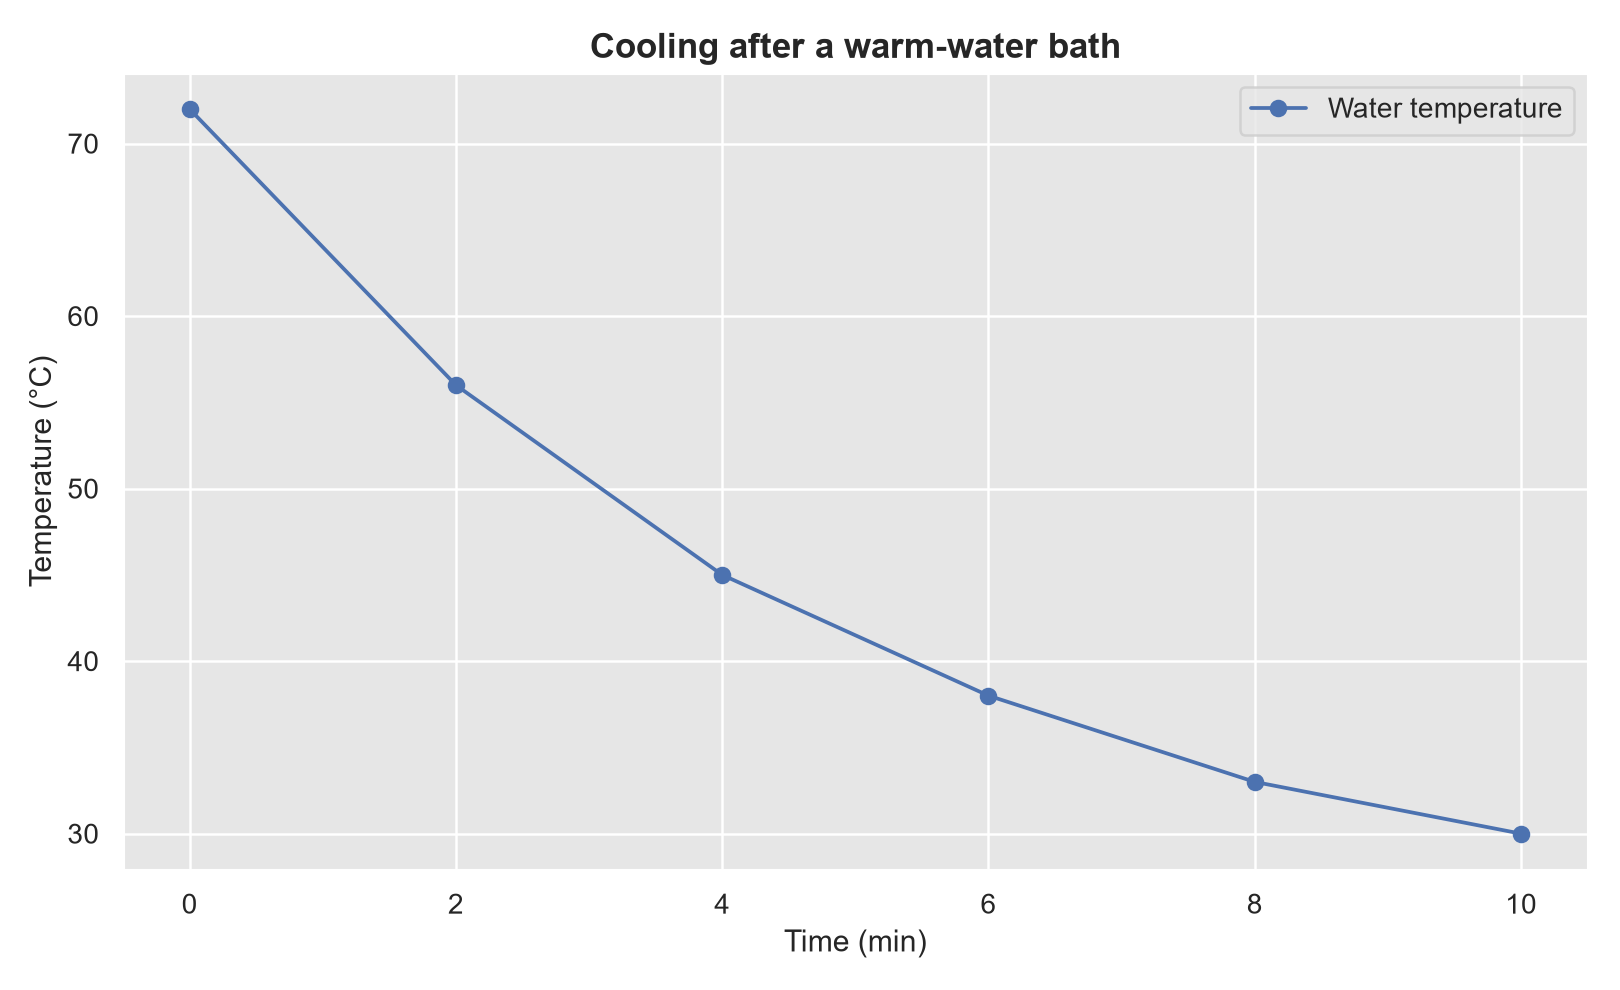 Cooling after a warm-water bath
Water temperature
70
60
50
40
30
Temperature (°C)
0 2 4 6 8 10
Time (min)